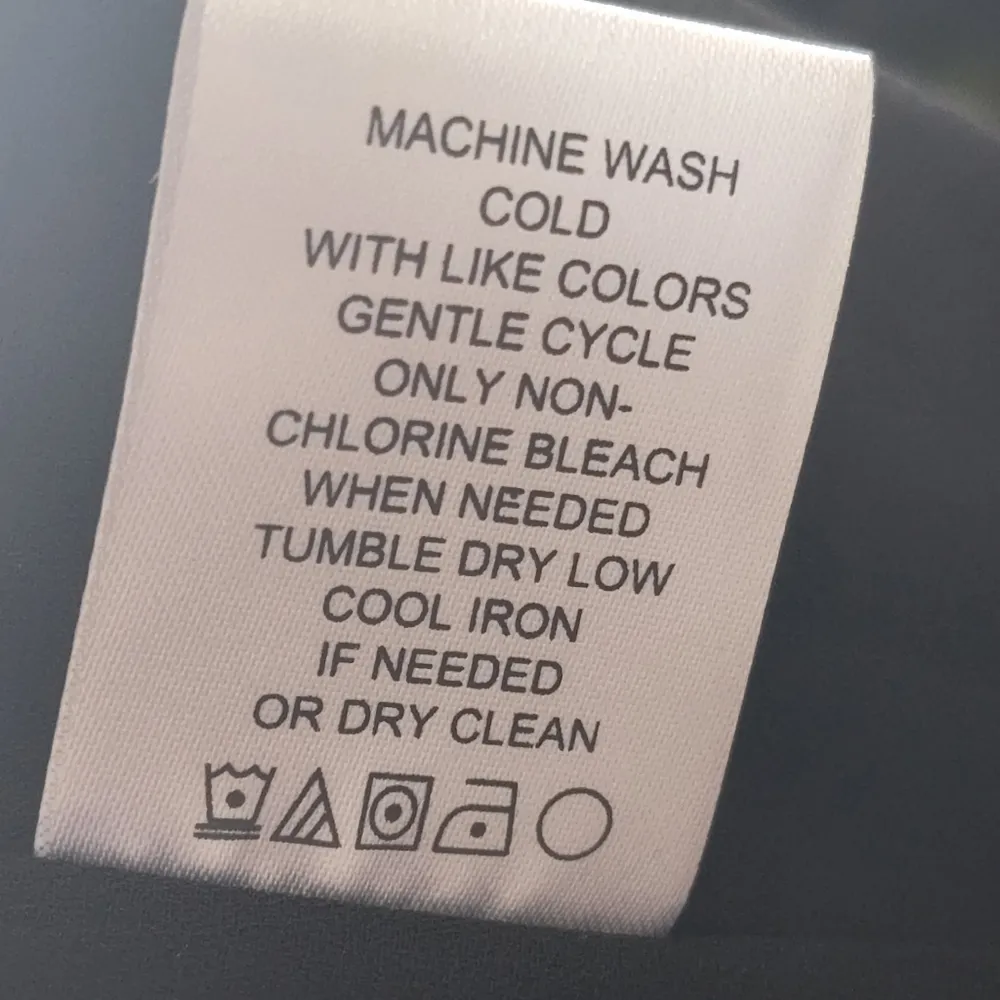 MACHINE WASH
COLD
WITH LIKE COLORS
GENTLE CYCLE
ONLY NON-
CHLORINE BLEACH
WHEN NEEDED
TUMBLE DRY LOW
COOL IRON
IF NEEDED
OR DRY CLEAN